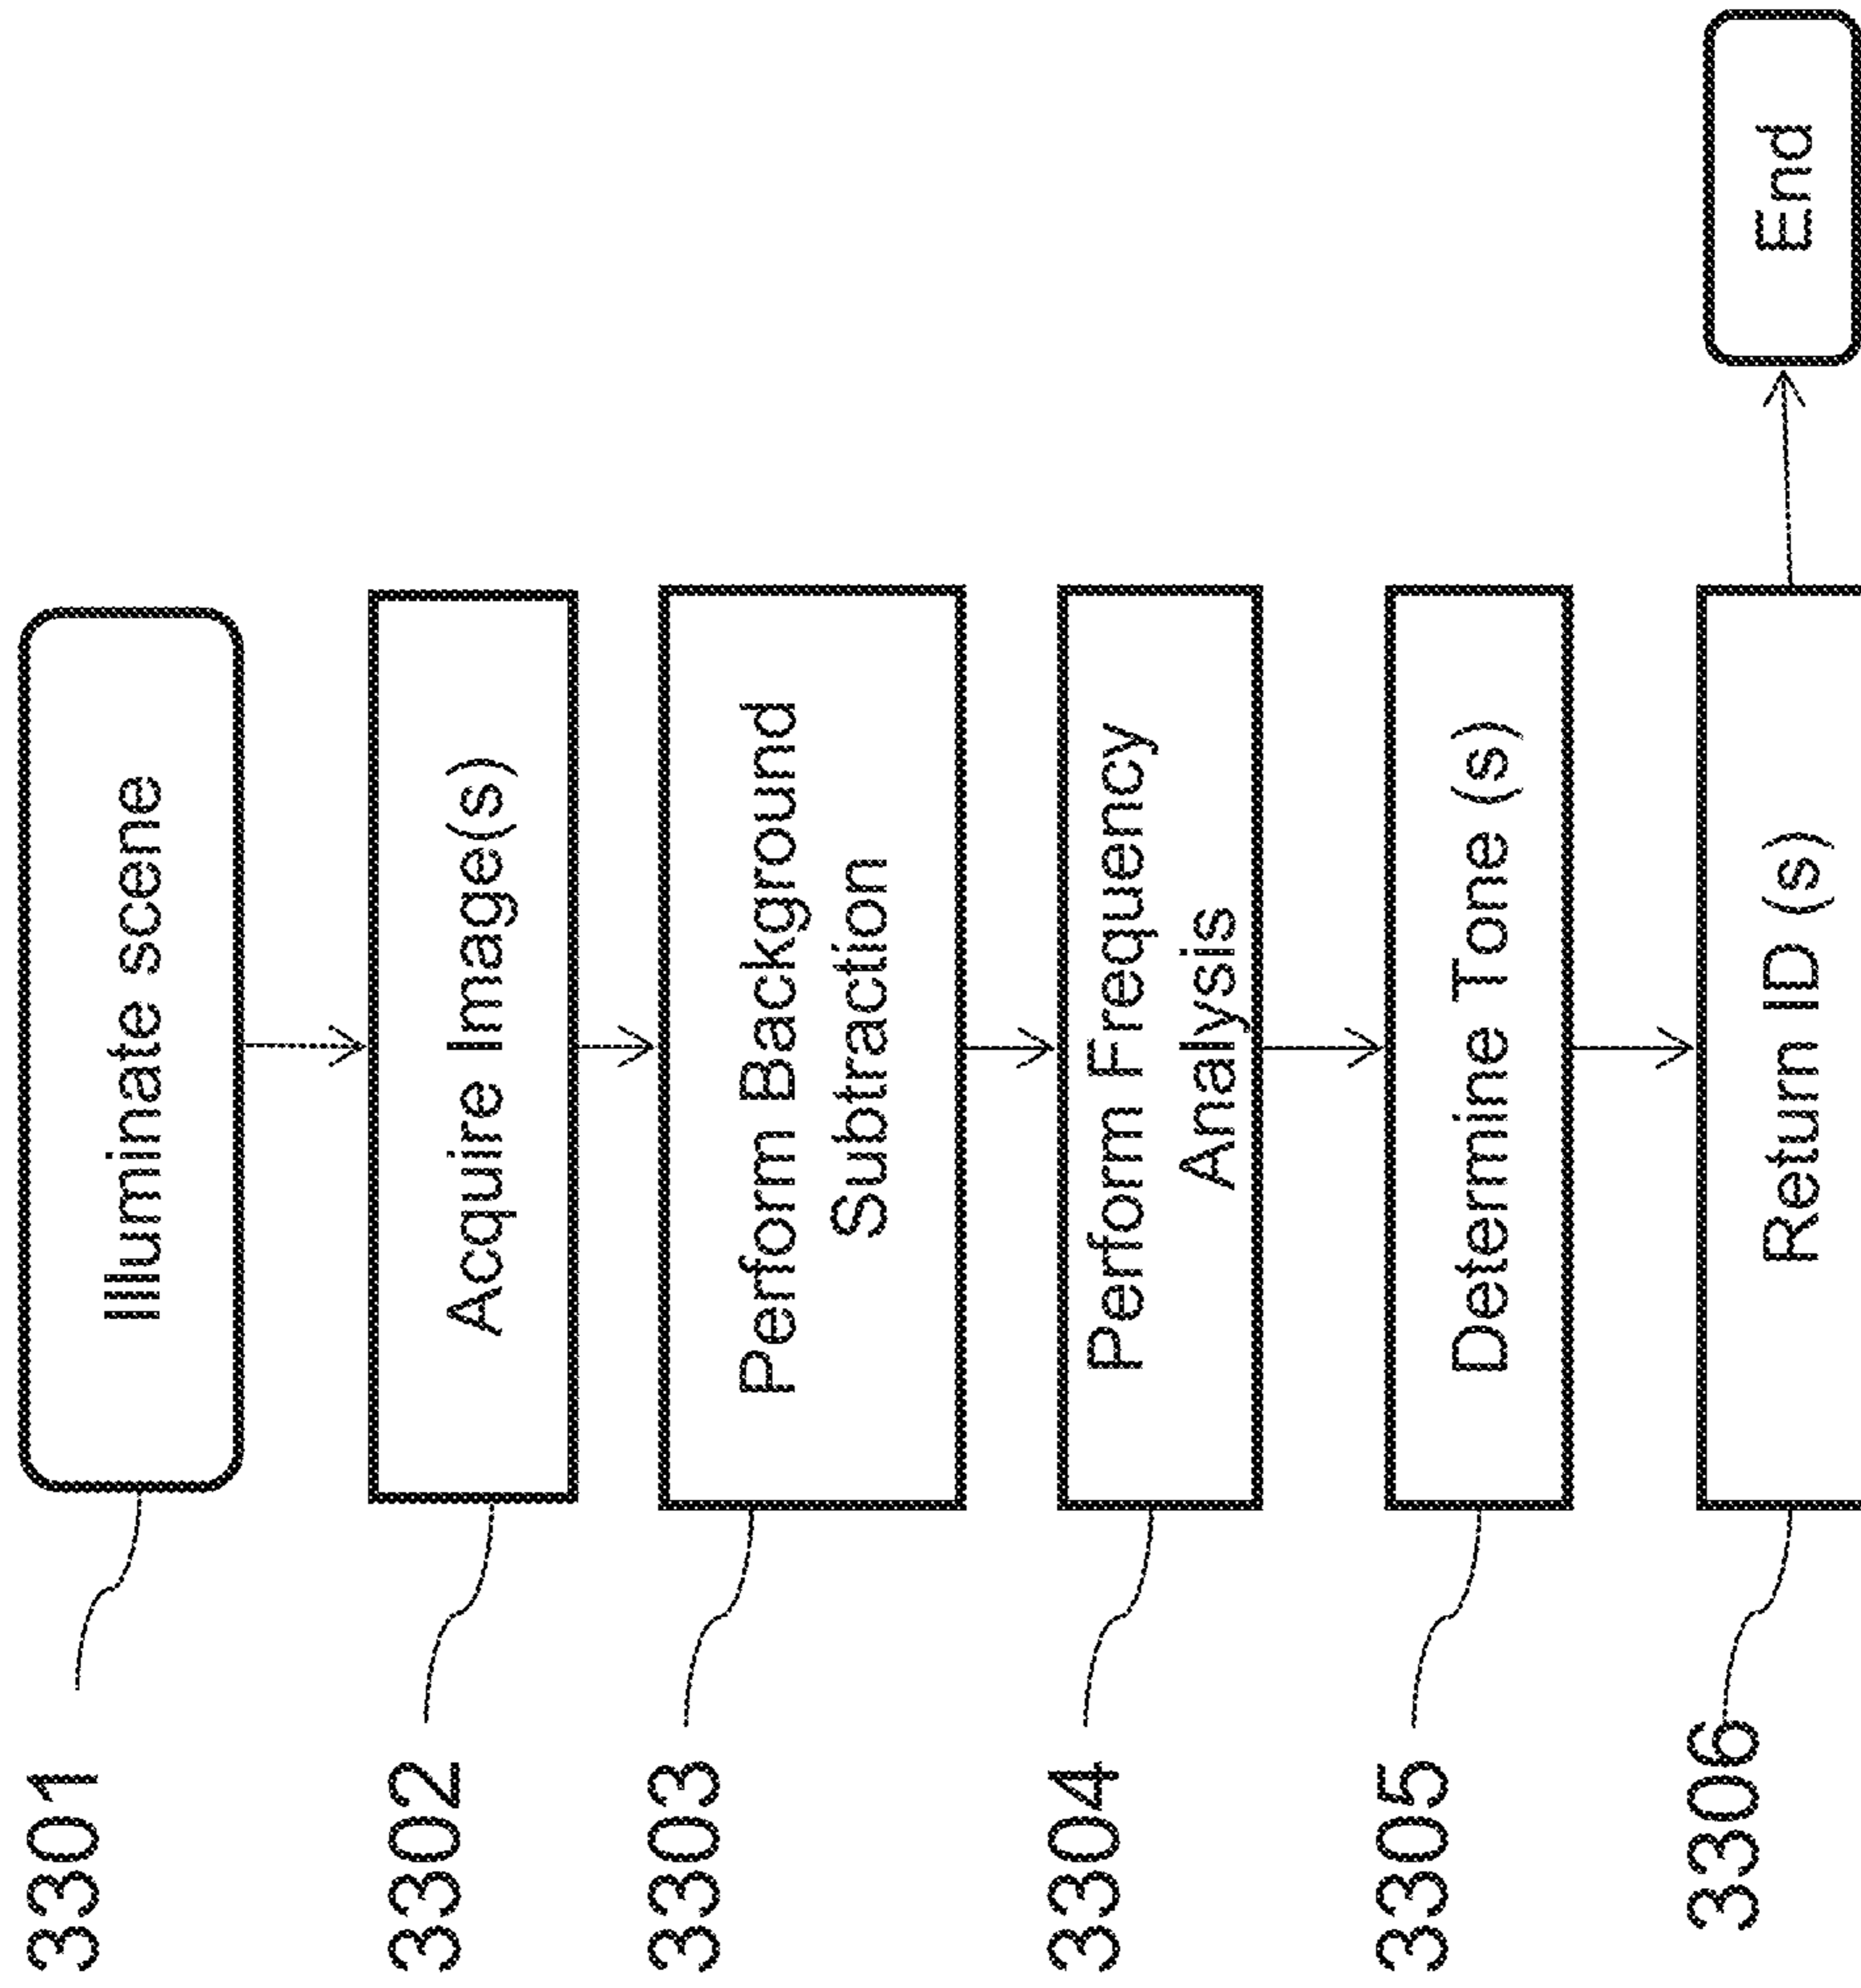 3301
Illuminate scene
3302
Acquire Image(s)
3303
Perform Background
Subtraction
3304
Perform Frequency
Analysis
3305
Determine Tone (s)
3306
Return ID (s)
End